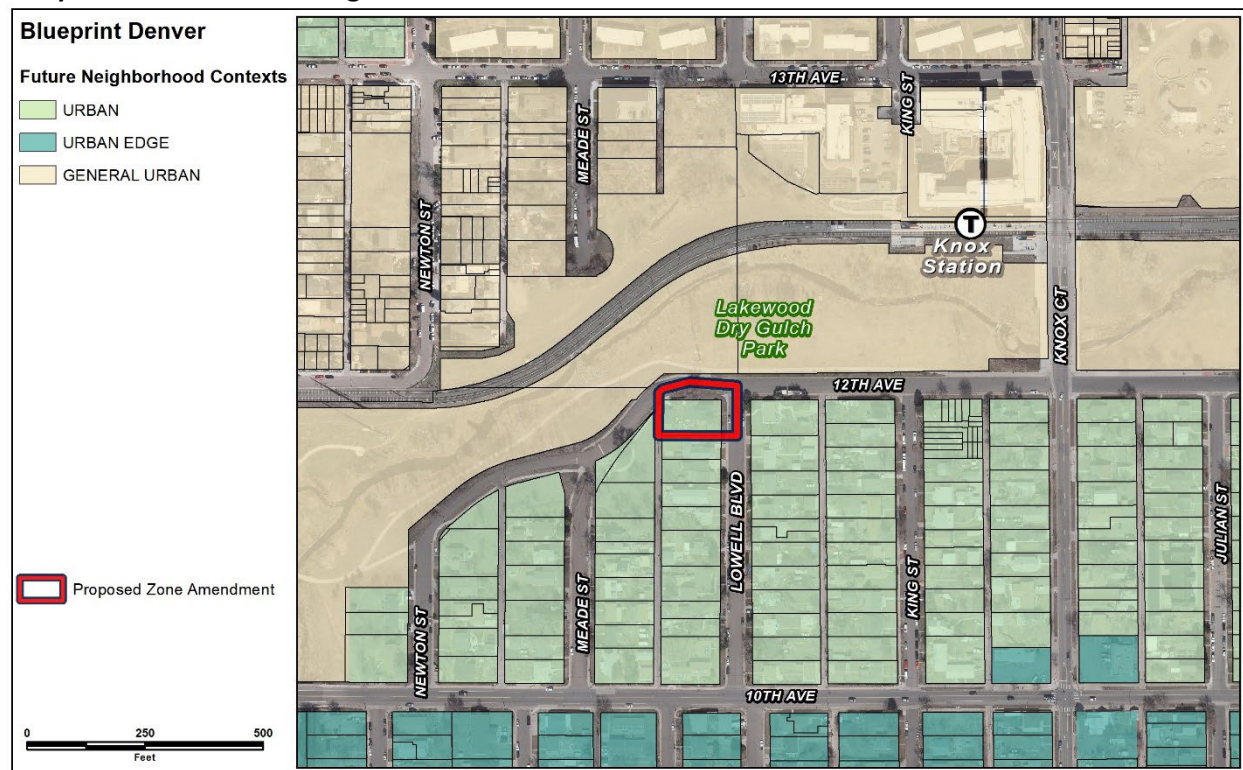 Blueprint Denver
Future Neighborhood Contexts
URBAN
URBAN EDGE
GENERAL URBAN
Proposed Zone Amendment
0 250 500
Feet
13TH AVE
KING ST
MEADE ST
NEWTON ST
T
Knox
Station
KNOX CT
Lakewood
Dry Gulch
Park
12TH AVE
LOWELL BLVD
JULIAN ST
KING ST
MEADE ST
NEWTON ST
10TH AVE